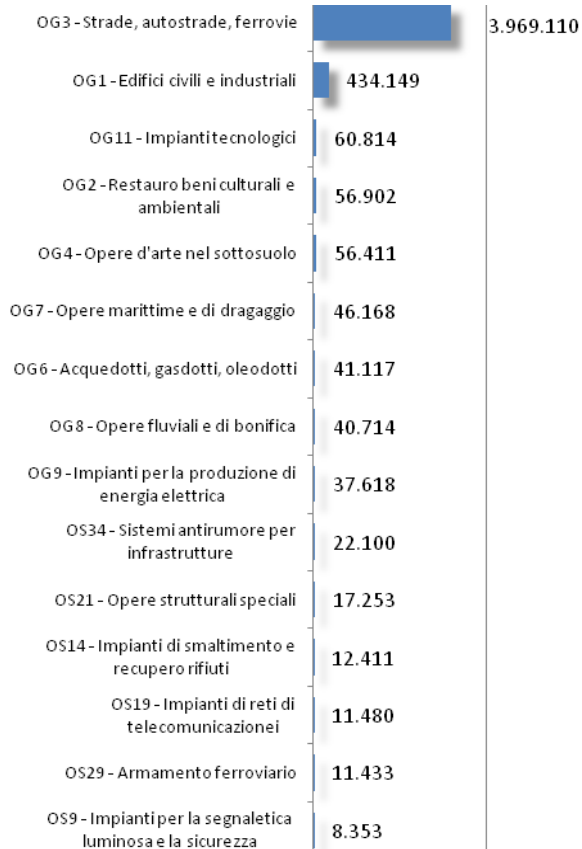 OG3 - Strade, autostrade, ferrovie 3.969.110
OG1 - Edifici civili e industriali 434.149
OG11 - Impianti tecnologici 60.814
OG2 - Restauro beni culturali e
ambientali 56.902
OG4 - Opere d'arte nel sottosuolo 56.411
OG7 - Opere marittime e di dragaggio 46.168
OG6 - Acquedotti, gasdotti, oleodotti 41.117
OG8 - Opere fluviali e di bonifica 40.714
OG9 - Impianti per la produzione di
energia elettrica 37.618
OS34 - Sistemi antirumore per
infrastrutture 22.100
OS21 - Opere strutturali speciali 17.253
OS14 - Impianti di smaltimento e
recupero rifiuti 12.411
OS19 - Impianti di reti di
telecomunicazionei 11.480
OS29 - Armamento ferroviario 11.433
OS9 - Impianti per la segnaletica
luminosa e la sicurezza 8.353